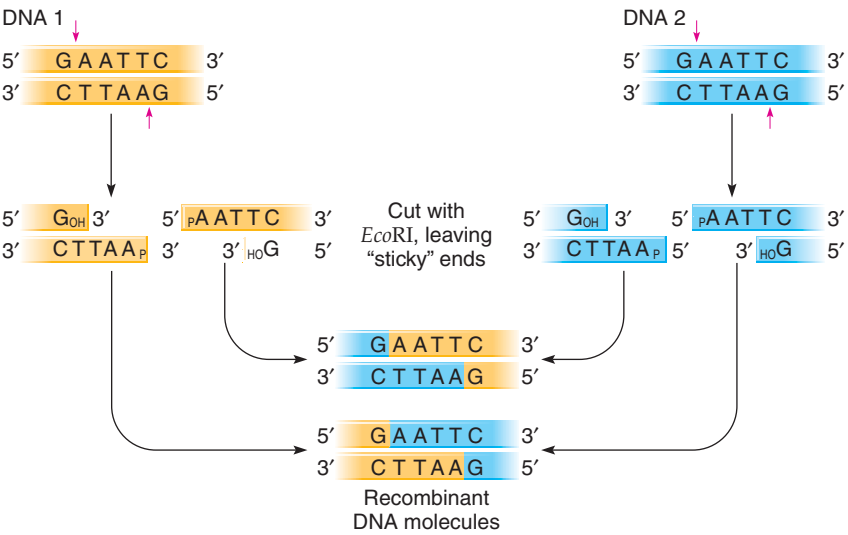 DNA 1
DNA 2
5′ GAATTC 3′
3′ CTTAAG 5′
5′ GAATTC 3′
3′ CTTAAG 5′
5′ GOH 3′
5′ PAATTC 3′
3′ CTTAAP 3′
3′ HOG 5′
Cut with
EcoRI, leaving
“sticky” ends
5′ GOH 3′
5′ PAATTC 3′
3′ CTTAAP 5′
3′ HOG 5′
5′ GAATTC 3′
3′ CTTAAG 5′
5′ GAATTC 3′
3′ CTTAAG 5′
Recombinant
DNA molecules